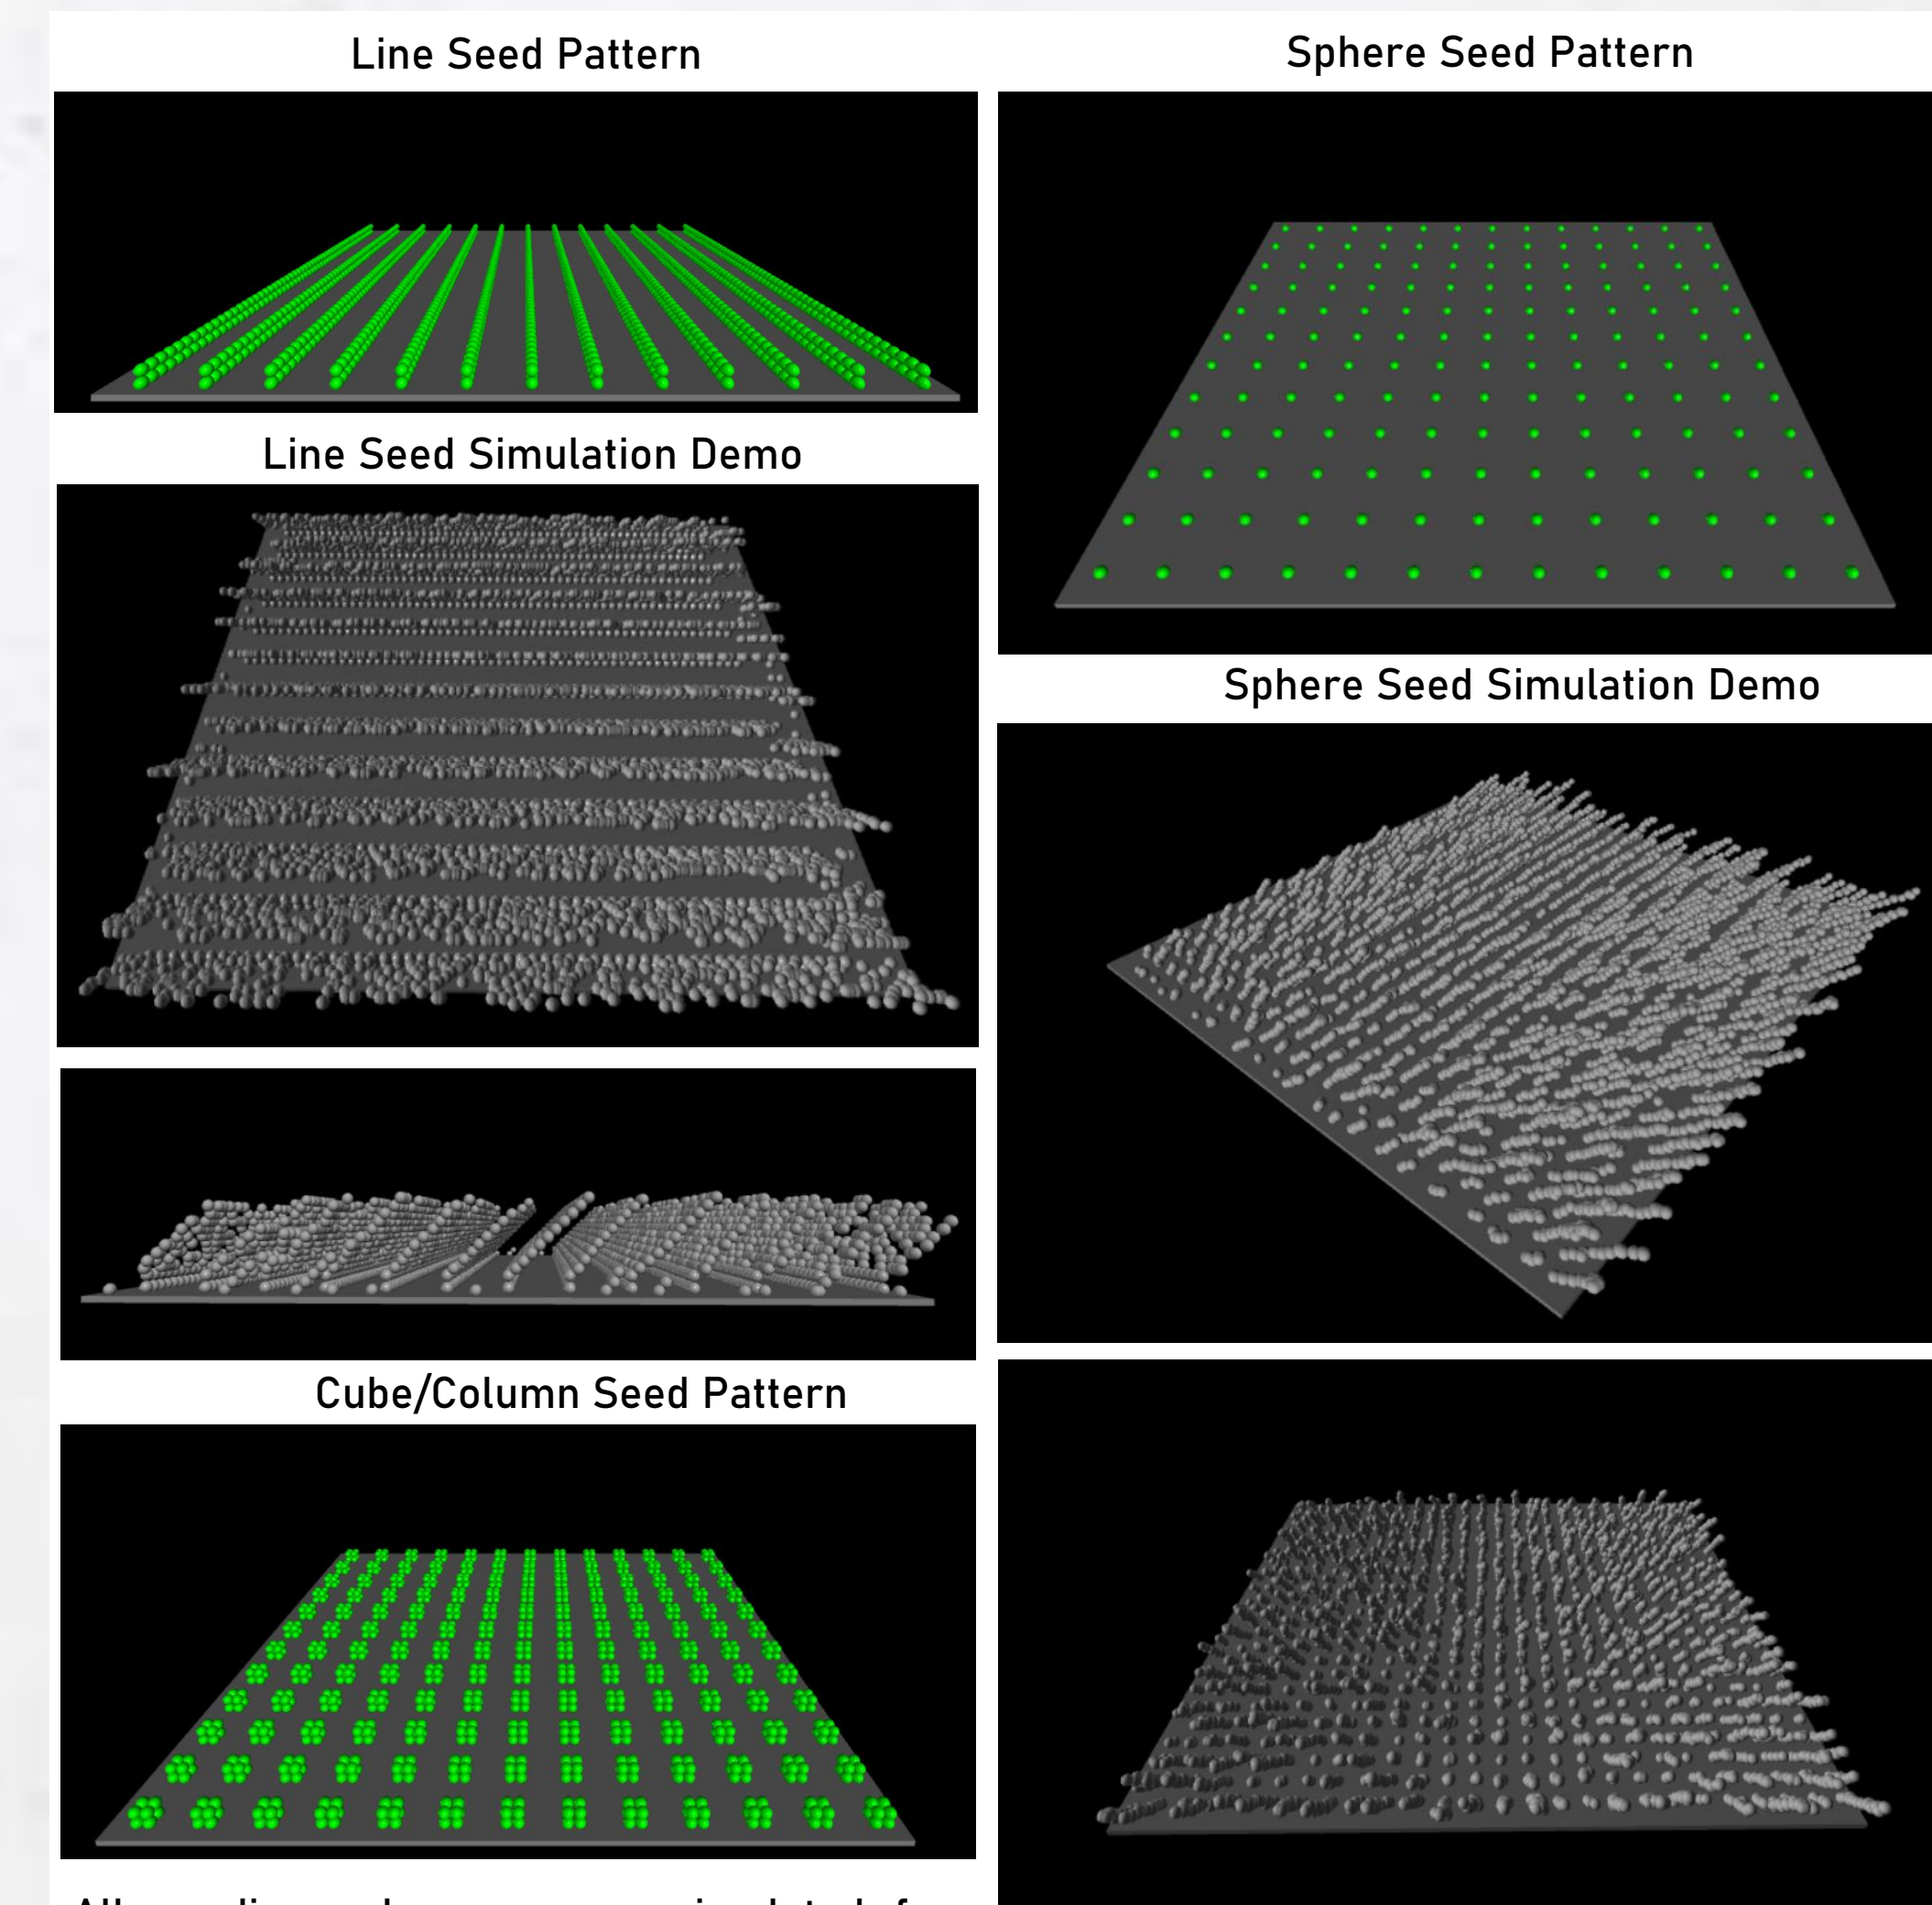 Line Seed Pattern
Sphere Seed Pattern
Line Seed Simulation Demo
Sphere Seed Simulation Demo
Cube/Column Seed Pattern